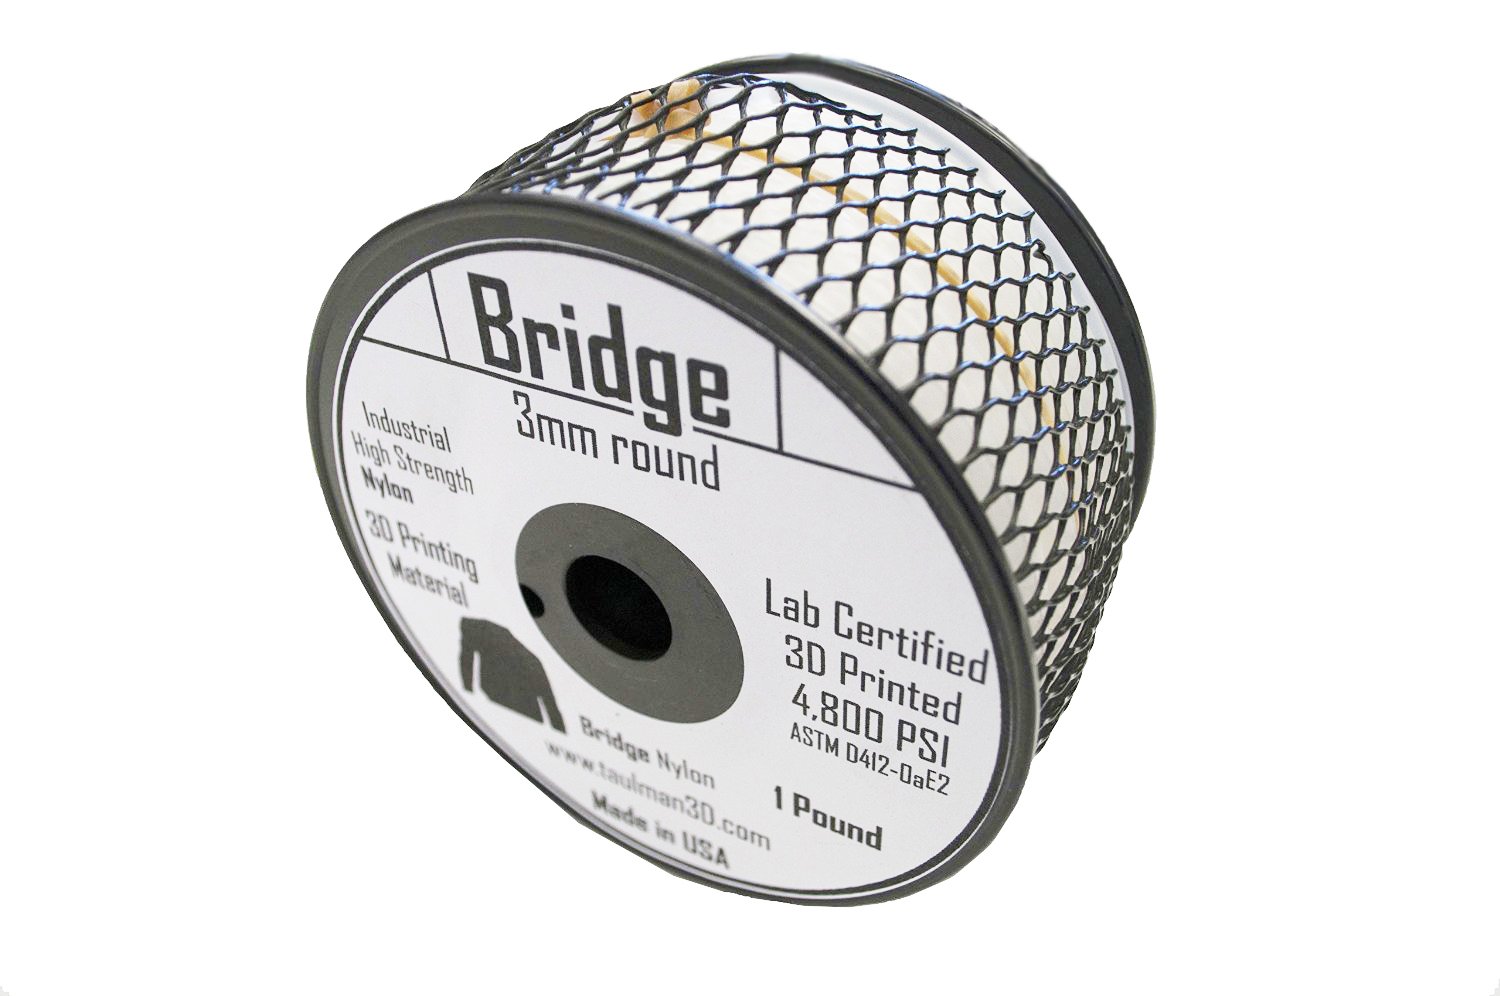 Bridge
3mm round
Industrial
High Strength
Nylon
3D Printing
Material
Lab Certified
3D Printed
4,800 PSI
ASTM D412-0aE2
1 Pound
Bridge Nylon
www.taulman3D.com
Made in USA